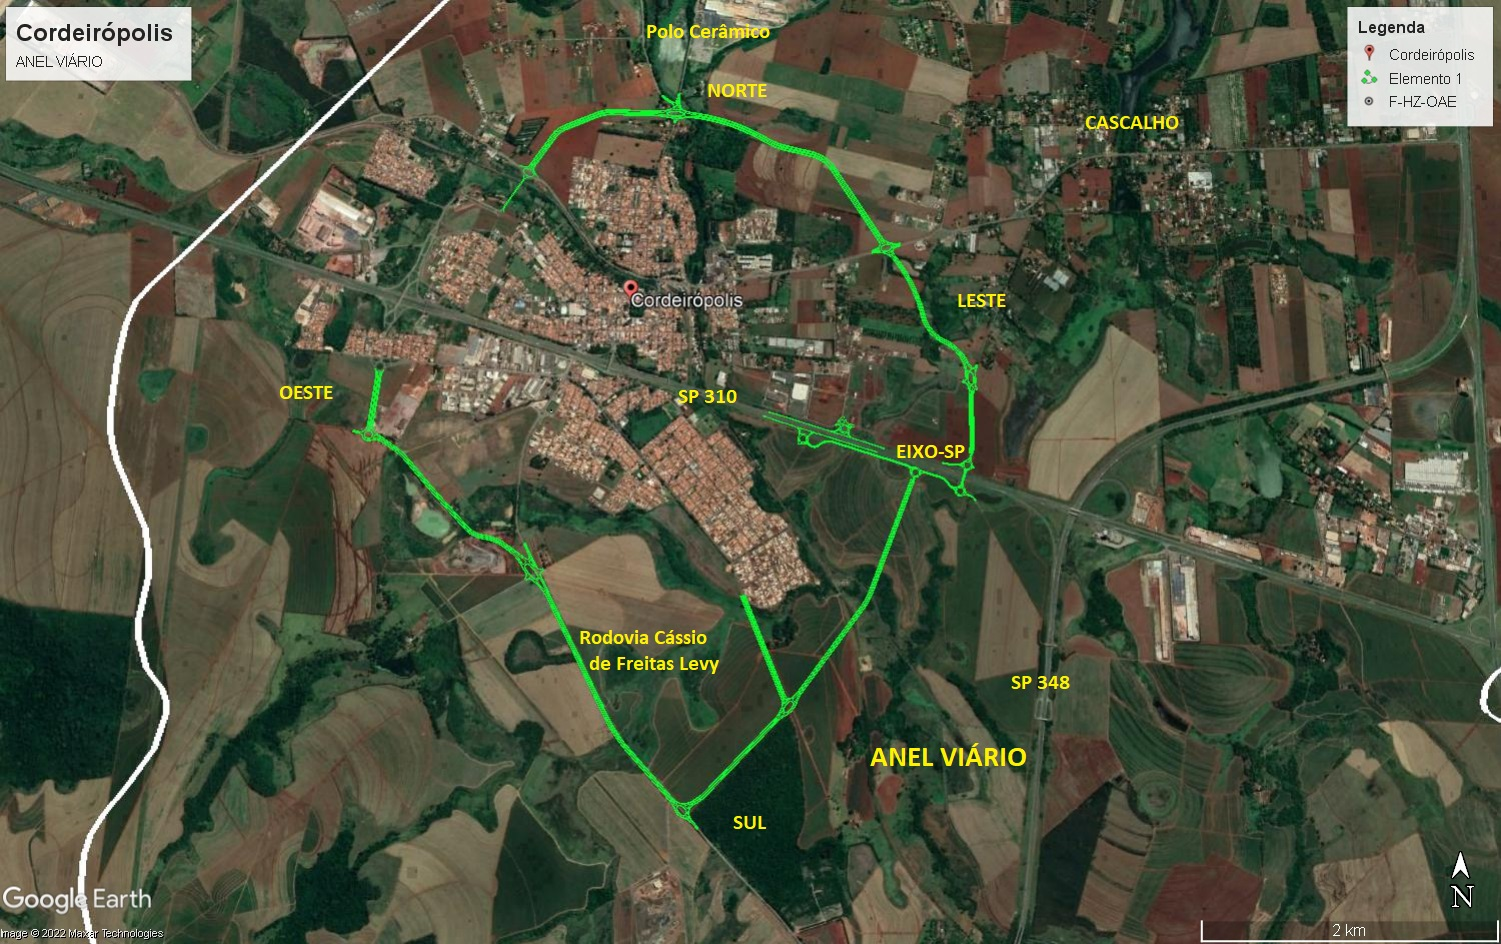 Cordeirópolis
ANEL VIÁRIO
Legenda
Cordeirópolis
Elemento 1
F-HZ-OAE
Polo Cerâmico
NORTE
CASCALHO
Cordeirópolis
LESTE
OESTE
SP 310
EIXO-SP
Rodovia Cássio
de Freitas Levy
SP 348
ANEL VIÁRIO
SUL
Google Earth
Image © 2022 Maxar Technologies
N
2 km